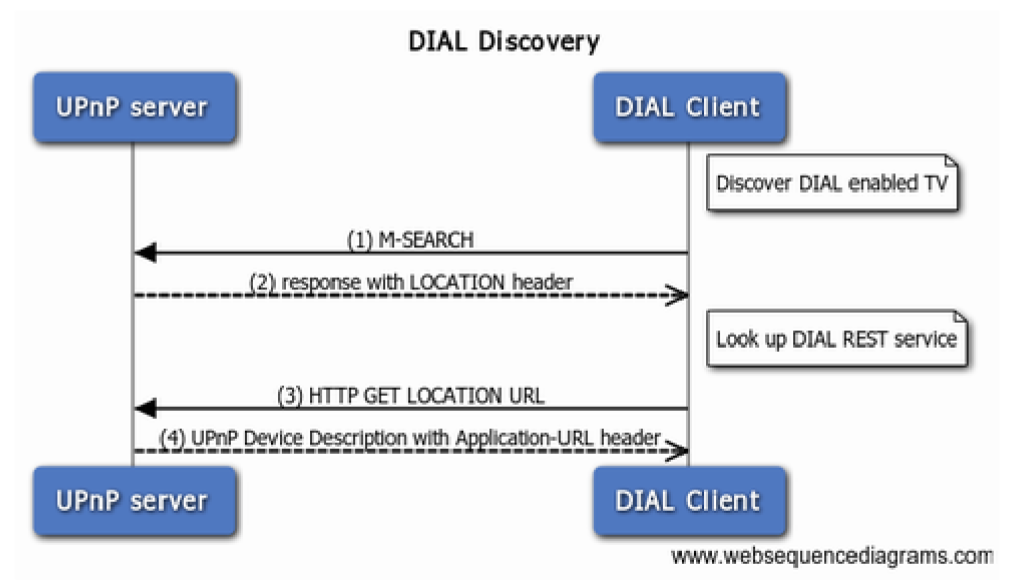 DIAL Discovery
UPnP server
DIAL Client
Discover DIAL enabled TV
(1) M-SEARCH
(2) response with LOCATION header
Look up DIAL REST service
(3) HTTP GET LOCATION URL
(4) UPnP Device Description with Application-URL header
UPnP server
DIAL Client
www.websequencediagrams.com